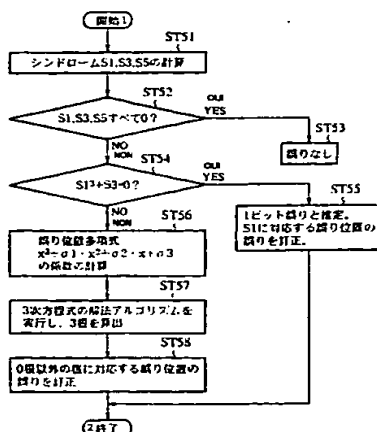 開始1
ST51
シンドロームS1,S3,S5の計算
ST52
S1,S3,S5すべて0?
OUI
YES
ST53
誤りなし
NO
NON
ST54
S1³+S3=0?
OUI
YES
ST55
1ビット誤りと推定。
S1に対応する誤り位置の
誤りを訂正。
NO
NON
ST56
誤り位置多項式
x³+σ1・x²+σ2・x+σ3
の係数の計算
ST57
3次方程式の解法アルゴリズムを
実行し、3根を算出
ST58
0根以外の根に対応する誤り位置の
誤りを訂正
2終了